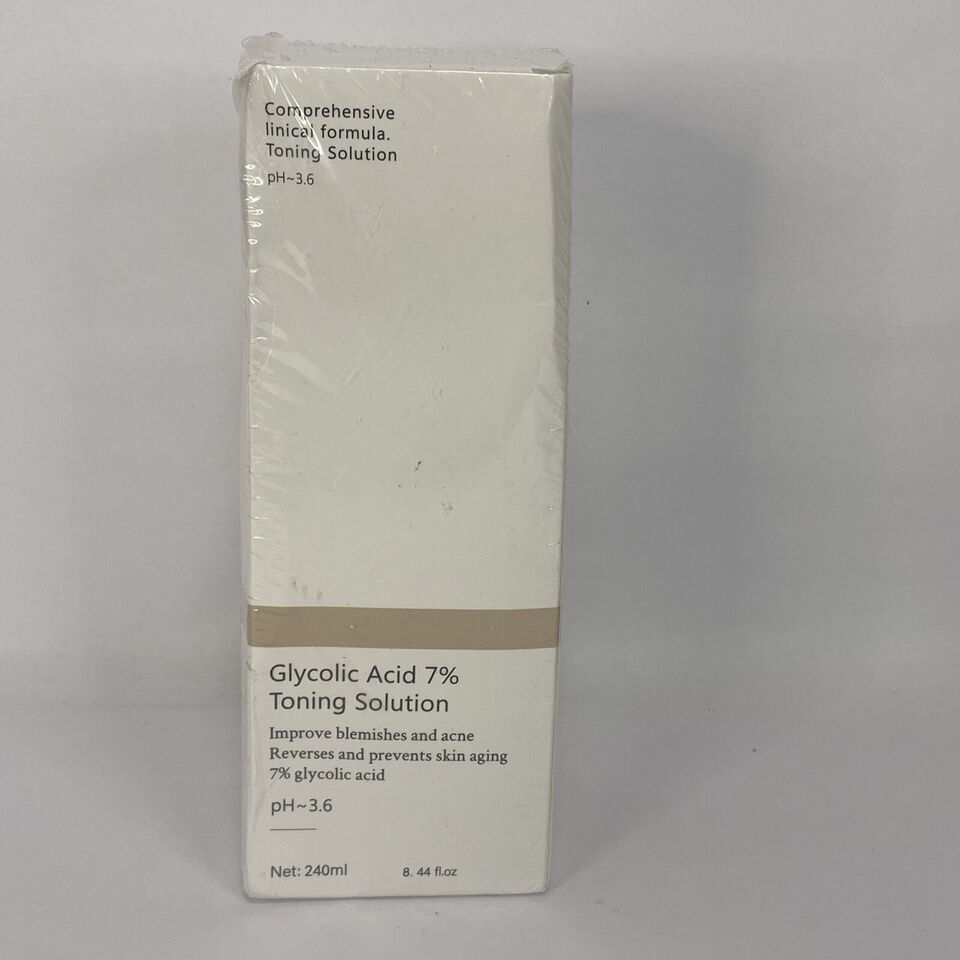 Comprehensive
linical formula.
Toning Solution
pH~3.6
Glycolic Acid 7%
Toning Solution
Improve blemishes and acne
Reverses and prevents skin aging
7% glycolic acid
pH~3.6
Net: 240ml 8. 44 fl.oz